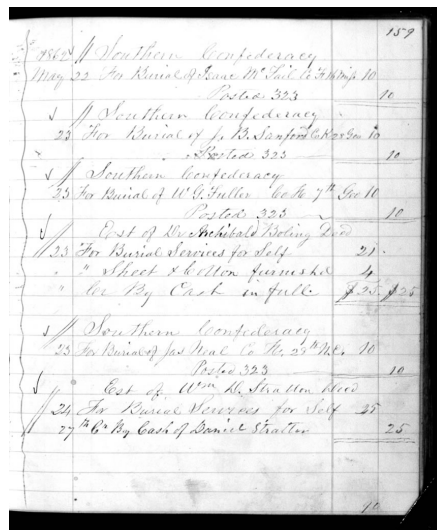 159
1862 // Southern Confederacy
May 22 For Burial of Isaac Mc Co F 16 Miss 10
Posted 323 10
// Southern Confederacy
23 For Burial of J. B. Sanford Co H 28 Geo 10
Posted 323 10
// Southern Confederacy
23 For Burial of W G Fuller Co K 7th Geo 10
Posted 323 10
// Est of Dr Archibald Boling Decd
23 For Burial Services for Self 21
" " Sheet & Cotton furnished 4
" Cr By Cash in full $25 $25
// Southern Confederacy
23 For Burial of Jas Neal Co 23th N.C. 10
Posted 323 10
Est of Wm D. Stratton Decd
// 24 For Burial Services for Self 25
27th Cr By Cash of Daniel Stratton 25
10